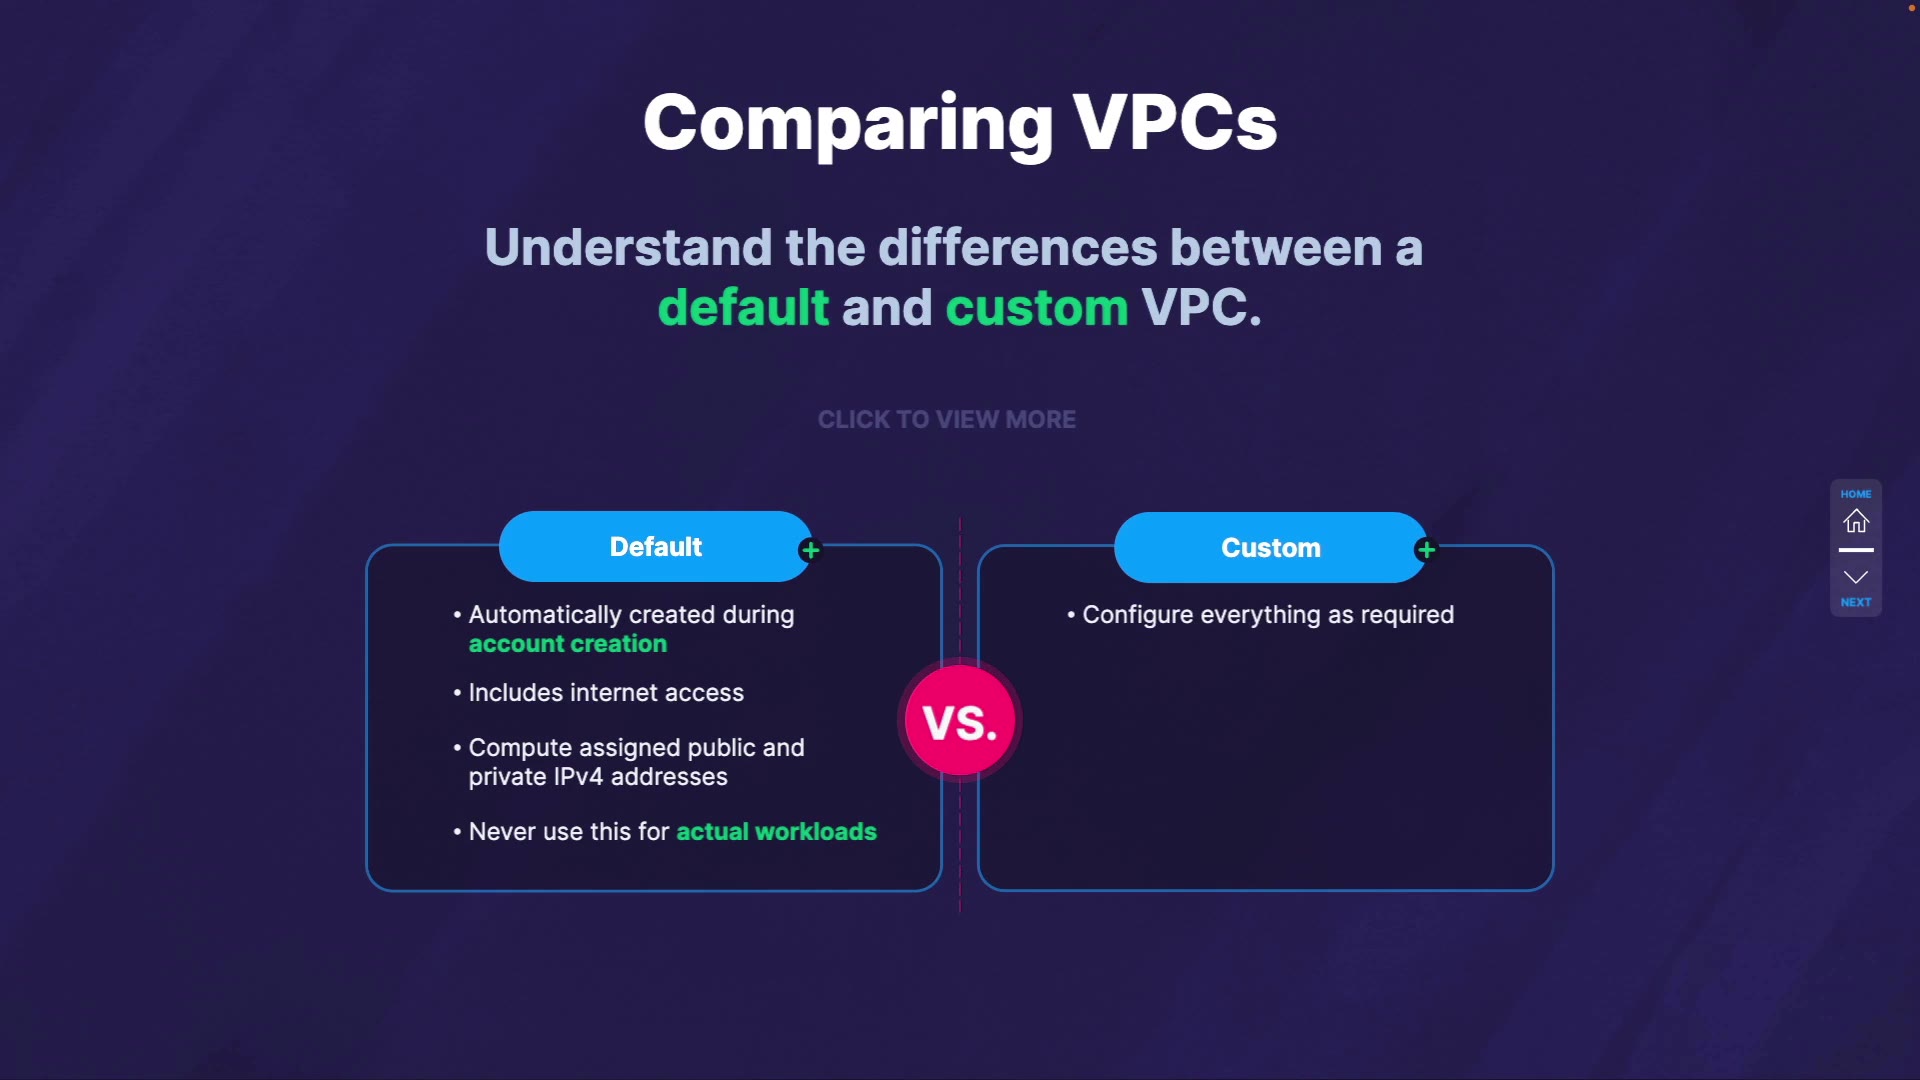 Comparing VPCs
Understand the differences between a
default and custom VPC.
CLICK TO VIEW MORE
Default
• Automatically created during
account creation
• Includes internet access
• Compute assigned public and
private IPv4 addresses
• Never use this for actual workloads
VS.
Custom
• Configure everything as required
HOME
NEXT